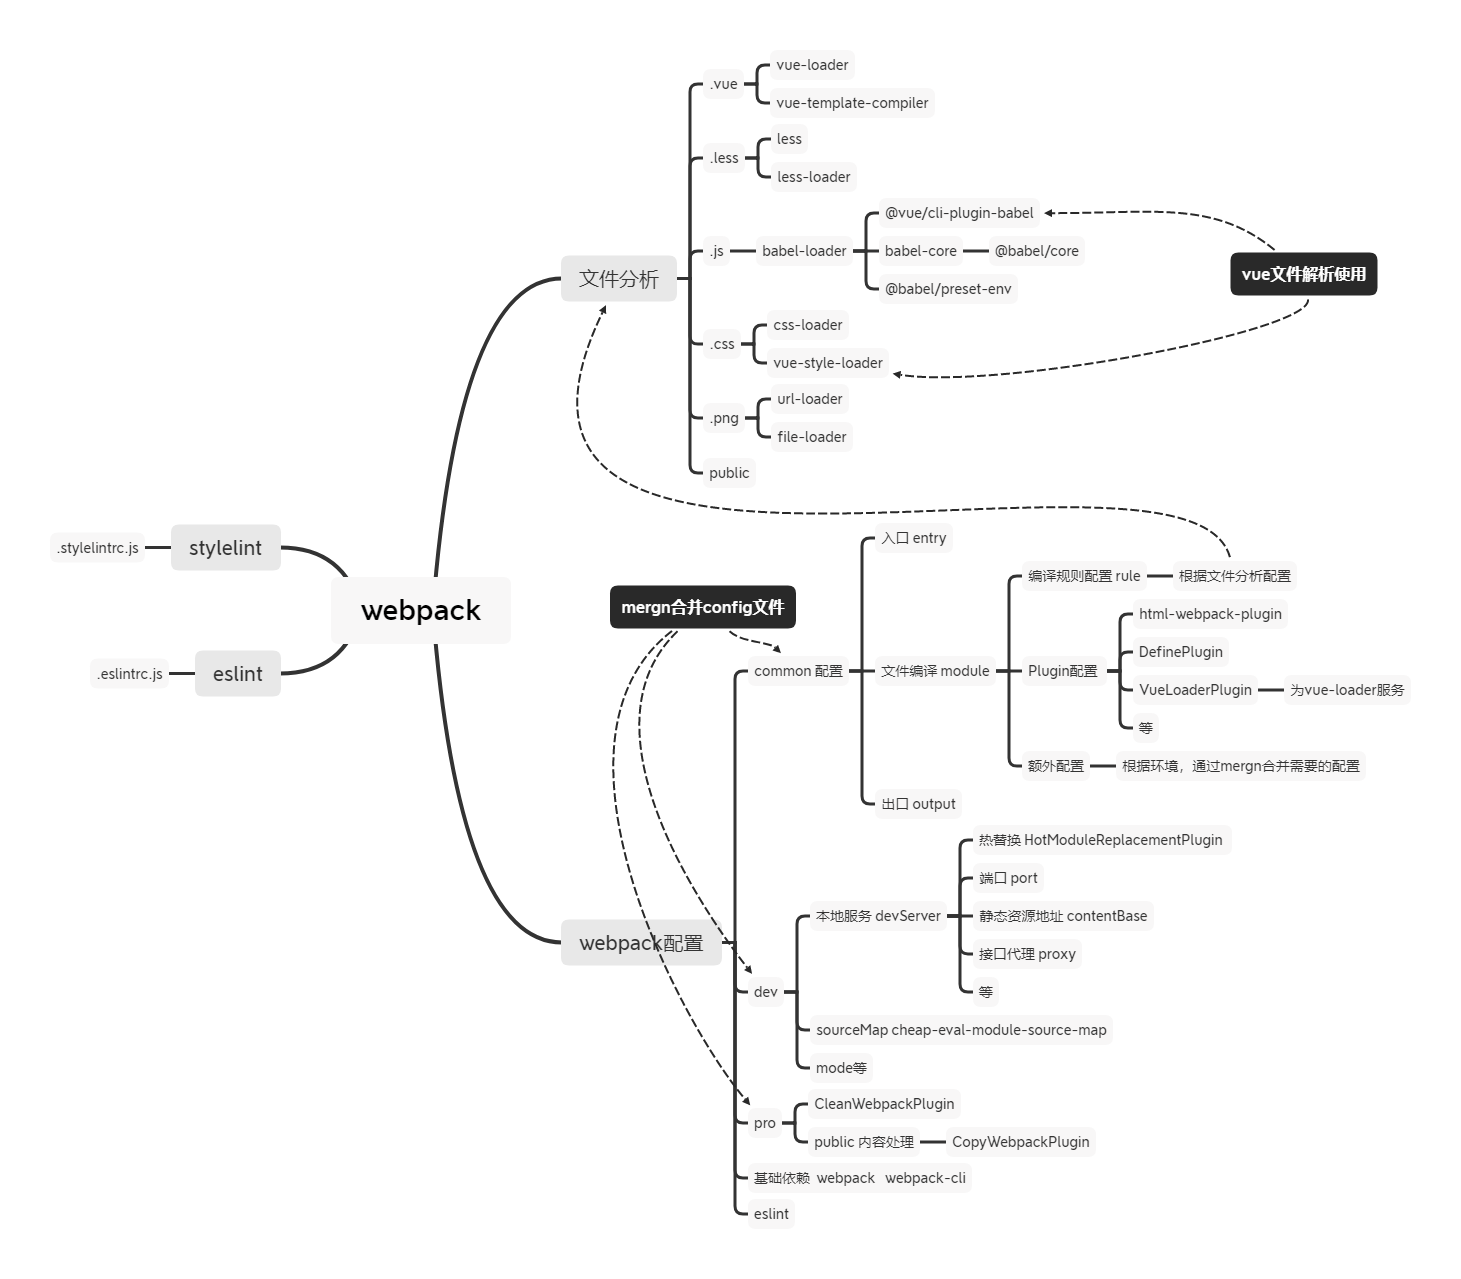 webpack
文件分析
.vue
vue-loader
vue-template-compiler
.less
less
less-loader
.js
babel-loader
@vue/cli-plugin-babel
babel-core
@babel/core
@babel/preset-env
.css
css-loader
vue-style-loader
.png
url-loader
file-loader
public
vue文件解析使用
stylelint
.stylelintrc.js
eslint
.eslintrc.js
mergn合并config文件
webpack配置
common 配置
入口 entry
文件编译 module
编译规则配置 rule
根据文件分析配置
Plugin配置
html-webpack-plugin
DefinePlugin
VueLoaderPlugin
为vue-loader服务
等
额外配置
根据环境，通过mergn合并需要的配置
出口 output
dev
本地服务 devServer
热替换 HotModuleReplacementPlugin
端口 port
静态资源地址 contentBase
接口代理 proxy
等
sourceMap cheap-eval-module-source-map
mode等
pro
CleanWebpackPlugin
public 内容处理
CopyWebpackPlugin
基础依赖 webpack webpack-cli
eslint